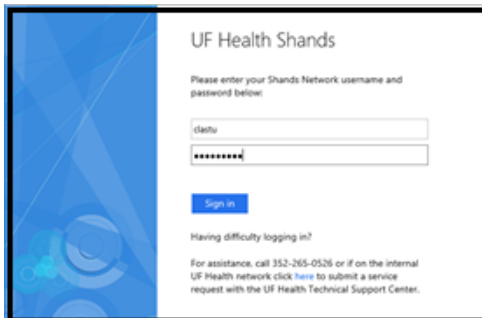 UF Health Shands
Please enter your Shands Network username and
password below:
clastu
•••••••••
Sign in
Having difficulty logging in?
For assistance, call 352-265-0526 or if on the internal
UF Health network click here to submit a service
request with the UF Health Technical Support Center.